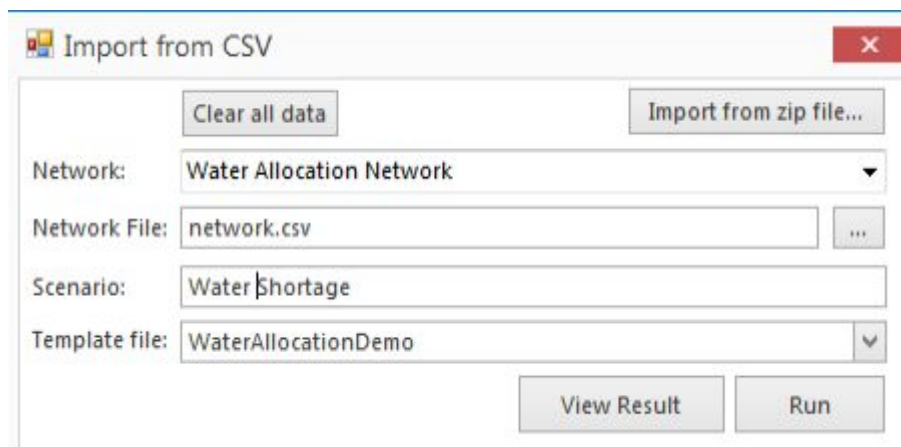 Import from CSV
Clear all data Import from zip file...
Network: Water Allocation Network
Network File: network.csv ...
Scenario: Water Shortage
Template file: WaterAllocationDemo
View Result Run